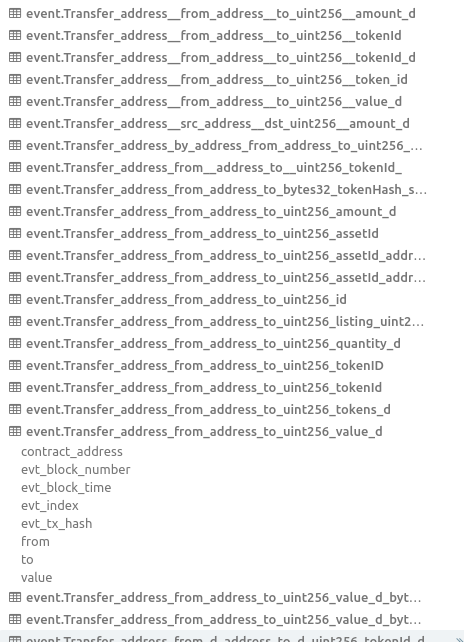 event.Transfer_address__from_address__to_uint256__amount_d
event.Transfer_address__from_address__to_uint256__tokenId
event.Transfer_address__from_address__to_uint256__tokenId_d
event.Transfer_address__from_address__to_uint256__token_id
event.Transfer_address__from_address__to_uint256__value_d
event.Transfer_address__src_address__dst_uint256__amount_d
event.Transfer_address_by_address_from_address_to_uint256_...
event.Transfer_address_from__address_to__uint256_tokenId_
event.Transfer_address_from_address_to_bytes32_tokenHash_s...
event.Transfer_address_from_address_to_uint256_amount_d
event.Transfer_address_from_address_to_uint256_assetId
event.Transfer_address_from_address_to_uint256_assetId_addr...
event.Transfer_address_from_address_to_uint256_assetId_addr...
event.Transfer_address_from_address_to_uint256_id
event.Transfer_address_from_address_to_uint256_listing_uint2...
event.Transfer_address_from_address_to_uint256_quantity_d
event.Transfer_address_from_address_to_uint256_tokenID
event.Transfer_address_from_address_to_uint256_tokenId
event.Transfer_address_from_address_to_uint256_tokens_d
event.Transfer_address_from_address_to_uint256_value_d
contract_address
evt_block_number
evt_block_time
evt_index
evt_tx_hash
from
to
value
event.Transfer_address_from_address_to_uint256_value_d_byt...
event.Transfer_address_from_address_to_uint256_value_d_byt...
event.Transfer_address_from_d_address_to_d_uint256_tokenId_d